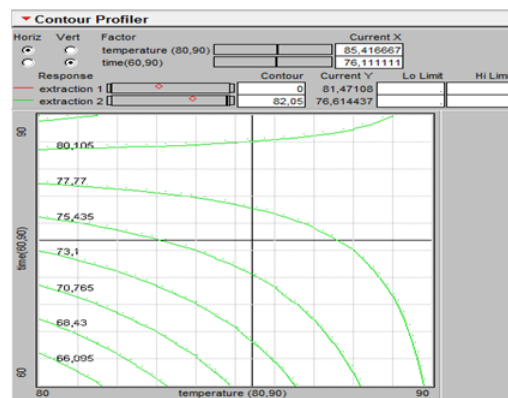 Contour Profiler
Horiz Vert Factor Current X
temperature (80,90) 85,416667
time(60,90) 76,111111
Response Contour Current Y Lo Limit Hi Limi
extraction 1 0 81,47108 .
extraction 2 82,05 76,614437 .
90
80,105
77,77
75,435
time(60,90)
73,1
70,765
68,43
66,095
60
80 temperature (80,90) 90